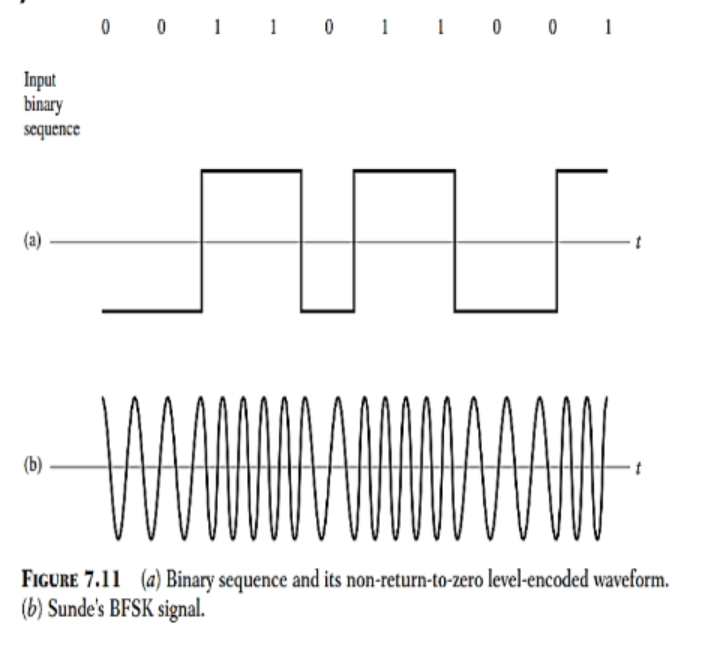 0 0 1 1 0 1 1 0 0 1
Input
binary
sequence
(a)
t
(b)
t
FIGURE 7.11 (a) Binary sequence and its non-return-to-zero level-encoded waveform.
(b) Sunde's BFSK signal.